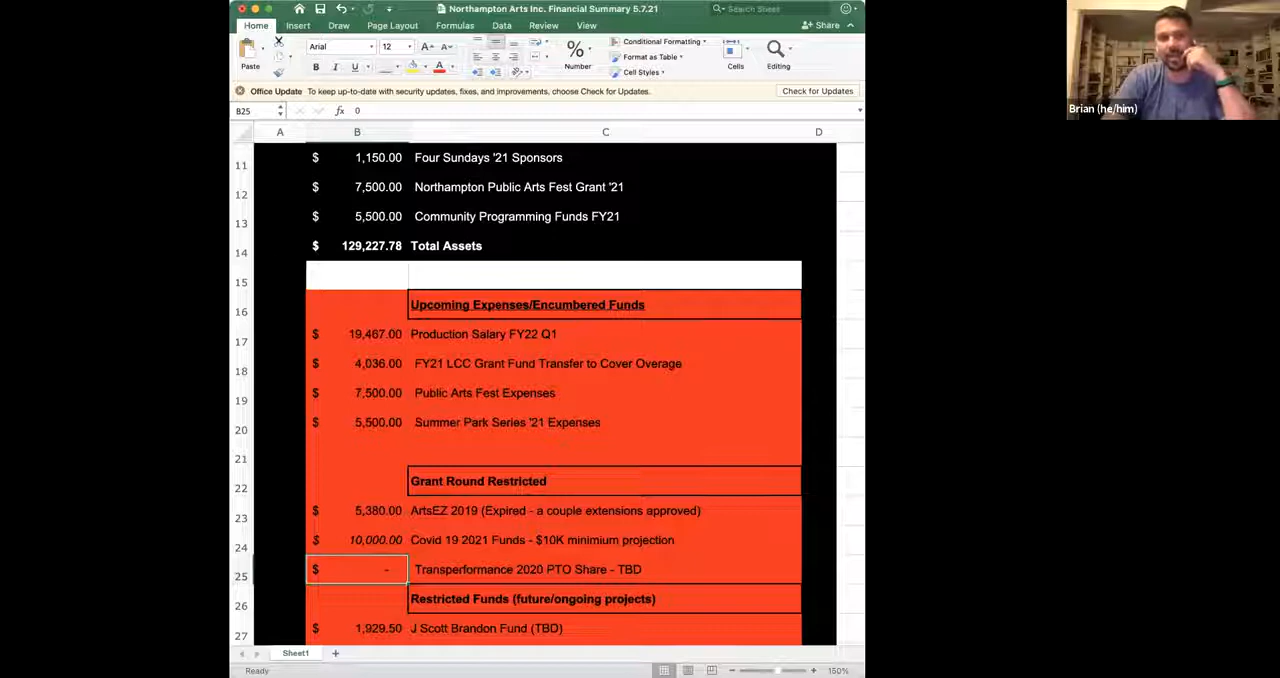 Northampton Arts Inc. Financial Summary 5.7.21
Search Sheet
Home Insert Draw Page Layout Formulas Data Review View Share
Paste
Arial 12 A A
B I U A
% Number
Conditional Formatting
Format as Table
Cell Styles
Cells
Editing
Office Update To keep up-to-date with security updates, fixes, and improvements, choose Check for Updates. Check for Updates
B25 fx 0
A B C D
11 $ 1,150.00 Four Sundays '21 Sponsors
12 $ 7,500.00 Northampton Public Arts Fest Grant '21
13 $ 5,500.00 Community Programming Funds FY21
14 $ 129,227.78 Total Assets
15
16 Upcoming Expenses/Encumbered Funds
17 $ 19,467.00 Production Salary FY22 Q1
18 $ 4,036.00 FY21 LCC Grant Fund Transfer to Cover Overage
19 $ 7,500.00 Public Arts Fest Expenses
20 $ 5,500.00 Summer Park Series '21 Expenses
21
22 Grant Round Restricted
23 $ 5,380.00 ArtsEZ 2019 (Expired - a couple extensions approved)
24 $ 10,000.00 Covid 19 2021 Funds - $10K minimum projection
25 $ - Transperformance 2020 PTO Share - TBD
26 Restricted Funds (future/ongoing projects)
27 $ 1,929.50 J Scott Brandon Fund (TBD)
Sheet1 +
Ready 150%
Brian (he/him)